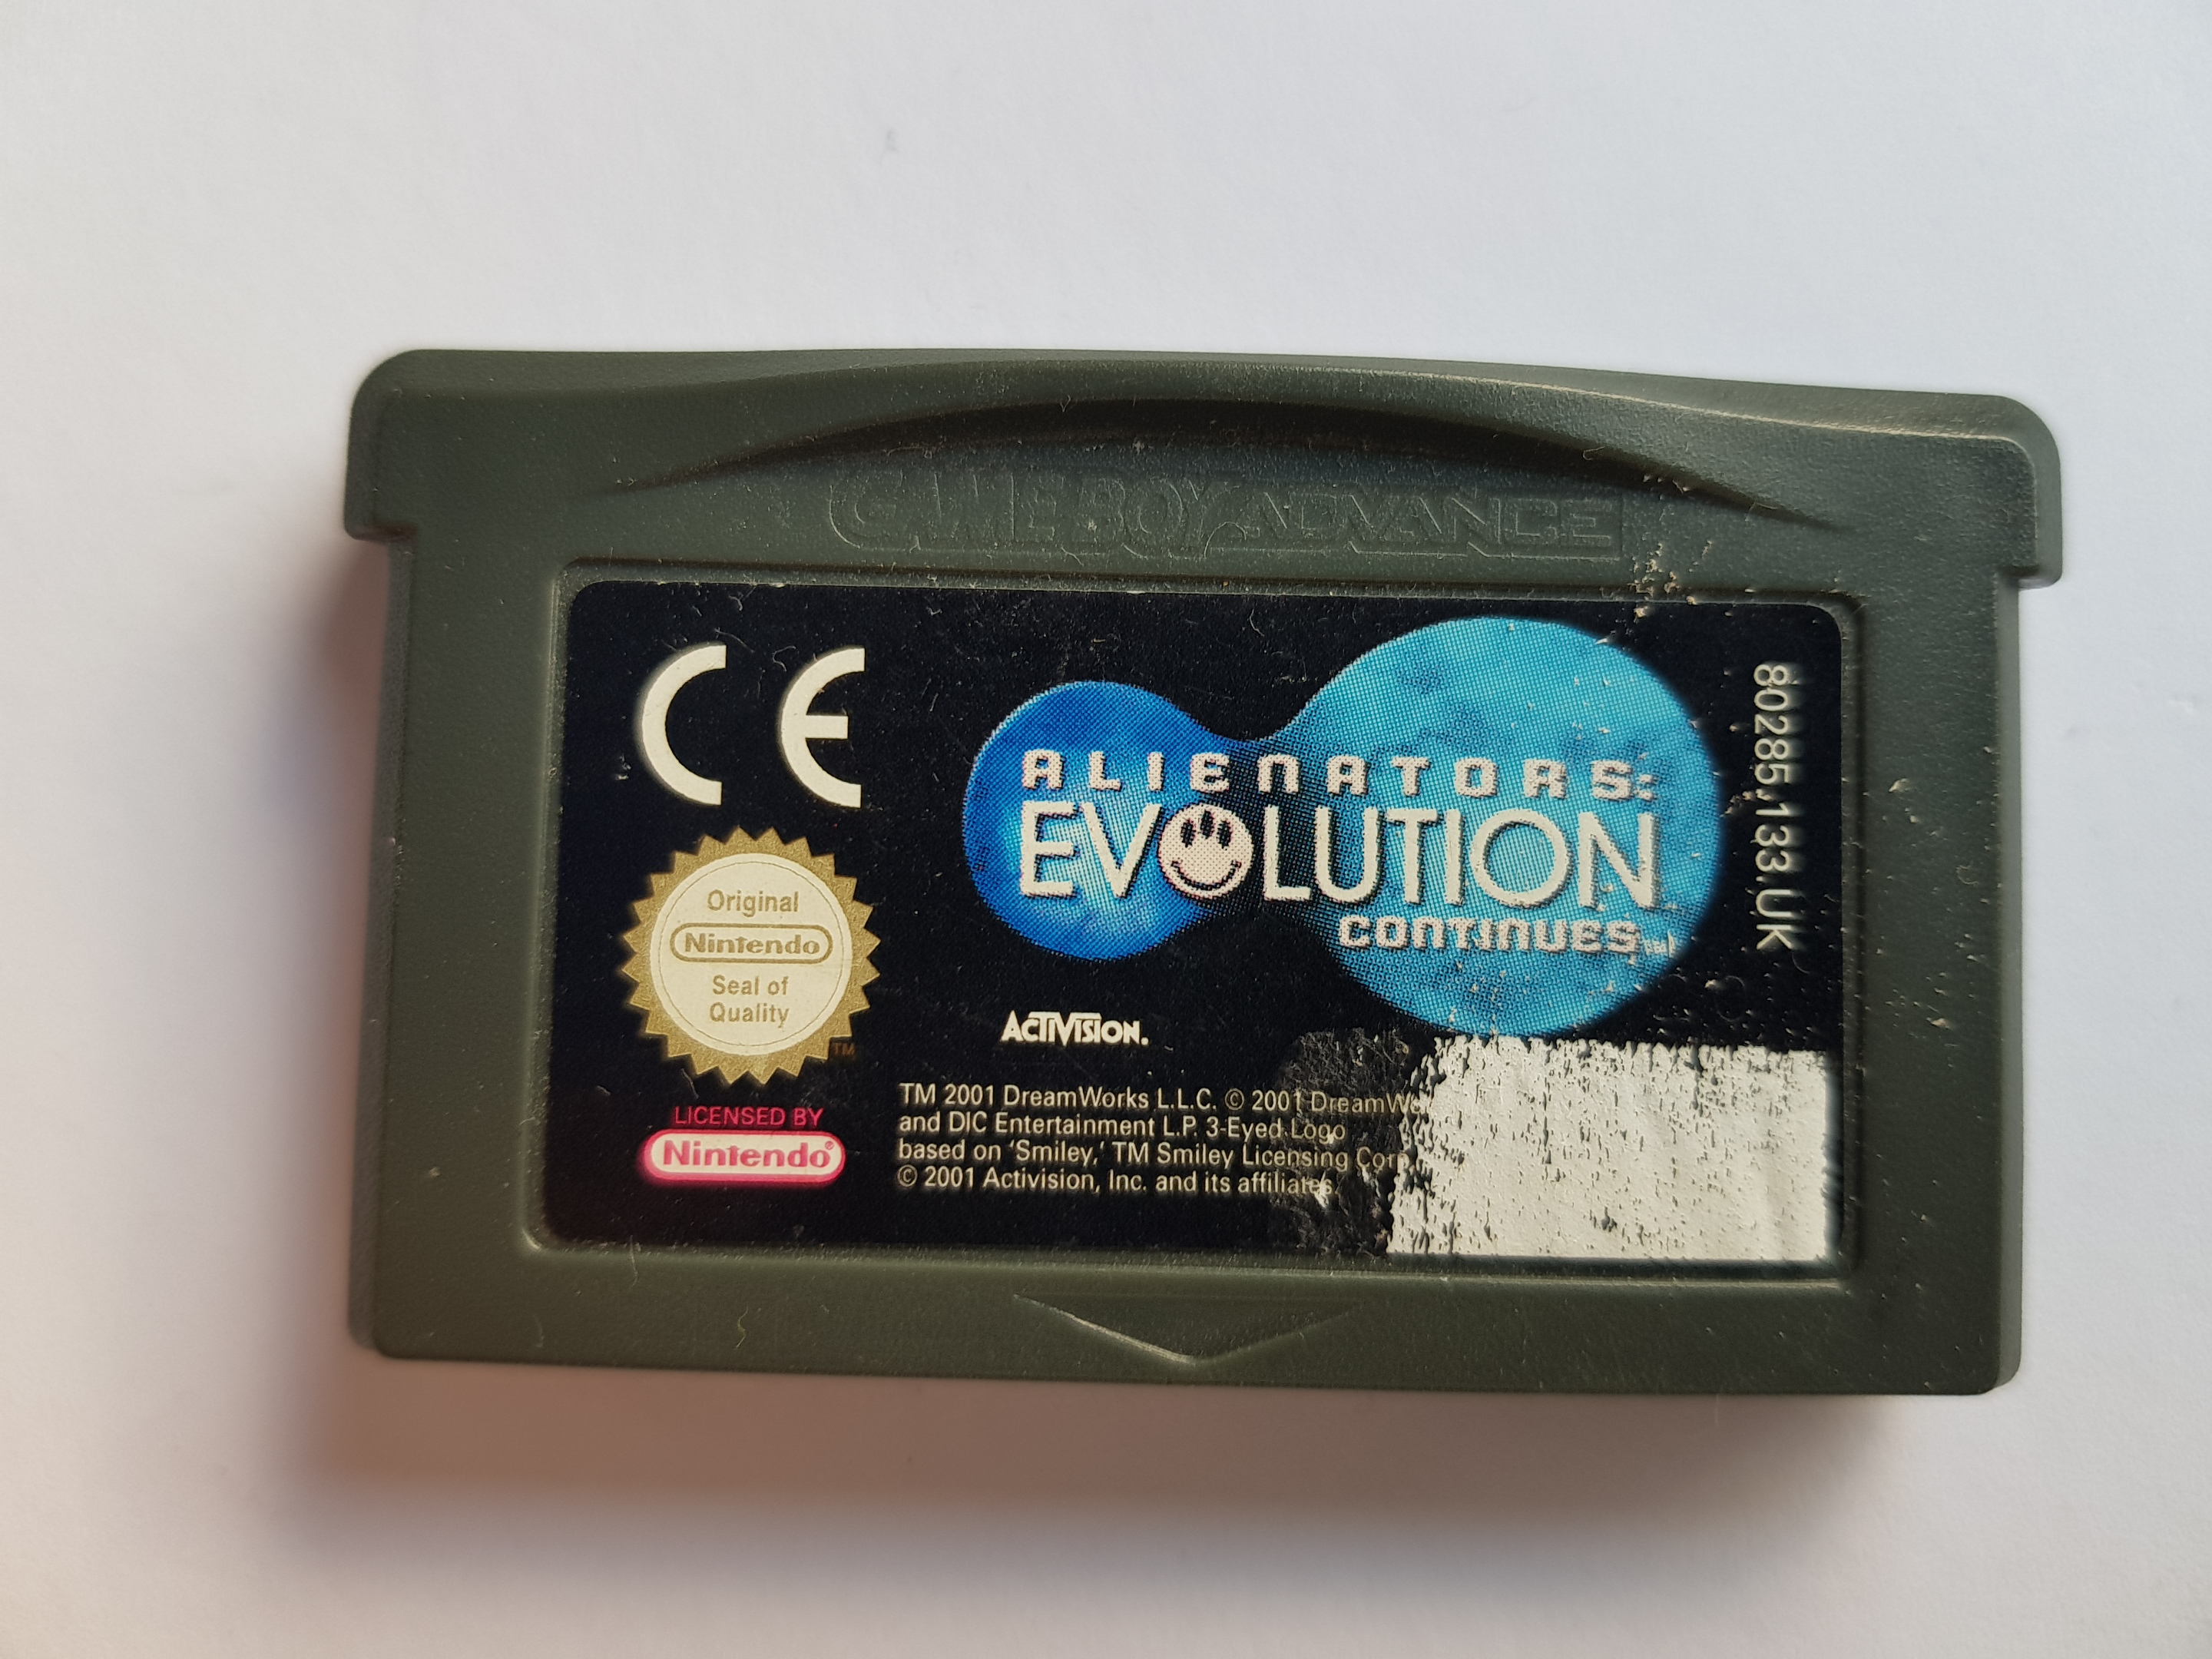 GAME BOY ADVANCE
CE
ALIENATORS:
EVOLUTION
CONTINUES
80285.133.UK
Original
Nintendo
Seal of
Quality
TM
LICENSED BY
Nintendo®
ACTIVISION.
TM 2001 DreamWorks L.L.C. © 2001
and DIC Entertainment L.P. 3-Eyed Logo
based on ‘Smiley,’ TM Smiley Licensing Corp.
© 2001 Activision, Inc. and its affiliates.